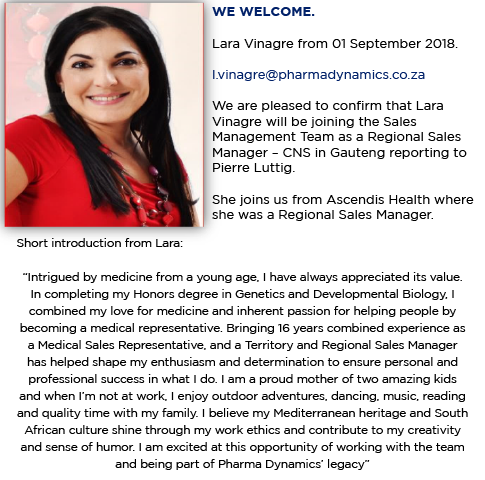 WE WELCOME.
Lara Vinagre from 01 September 2018.
l.vinagre@pharmadynamics.co.za
We are pleased to confirm that Lara
Vinagre will be joining the Sales
Management Team as a Regional Sales
Manager – CNS in Gauteng reporting to
Pierre Luttig.
She joins us from Ascendis Health where
she was a Regional Sales Manager.
Short introduction from Lara:
“Intrigued by medicine from a young age, I have always appreciated its value.
In completing my Honors degree in Genetics and Developmental Biology, I
combined my love for medicine and inherent passion for helping people by
becoming a medical representative. Bringing 16 years combined experience as
a Medical Sales Representative, and a Territory and Regional Sales Manager
has helped shape my enthusiasm and determination to ensure personal and
professional success in what I do. I am a proud mother of two amazing kids
and when I’m not at work, I enjoy outdoor adventures, dancing, music, reading
and quality time with my family. I believe my Mediterranean heritage and South
African culture shine through my work ethics and contribute to my creativity
and sense of humor. I am excited at this opportunity of working with the team
and being part of Pharma Dynamics’ legacy”